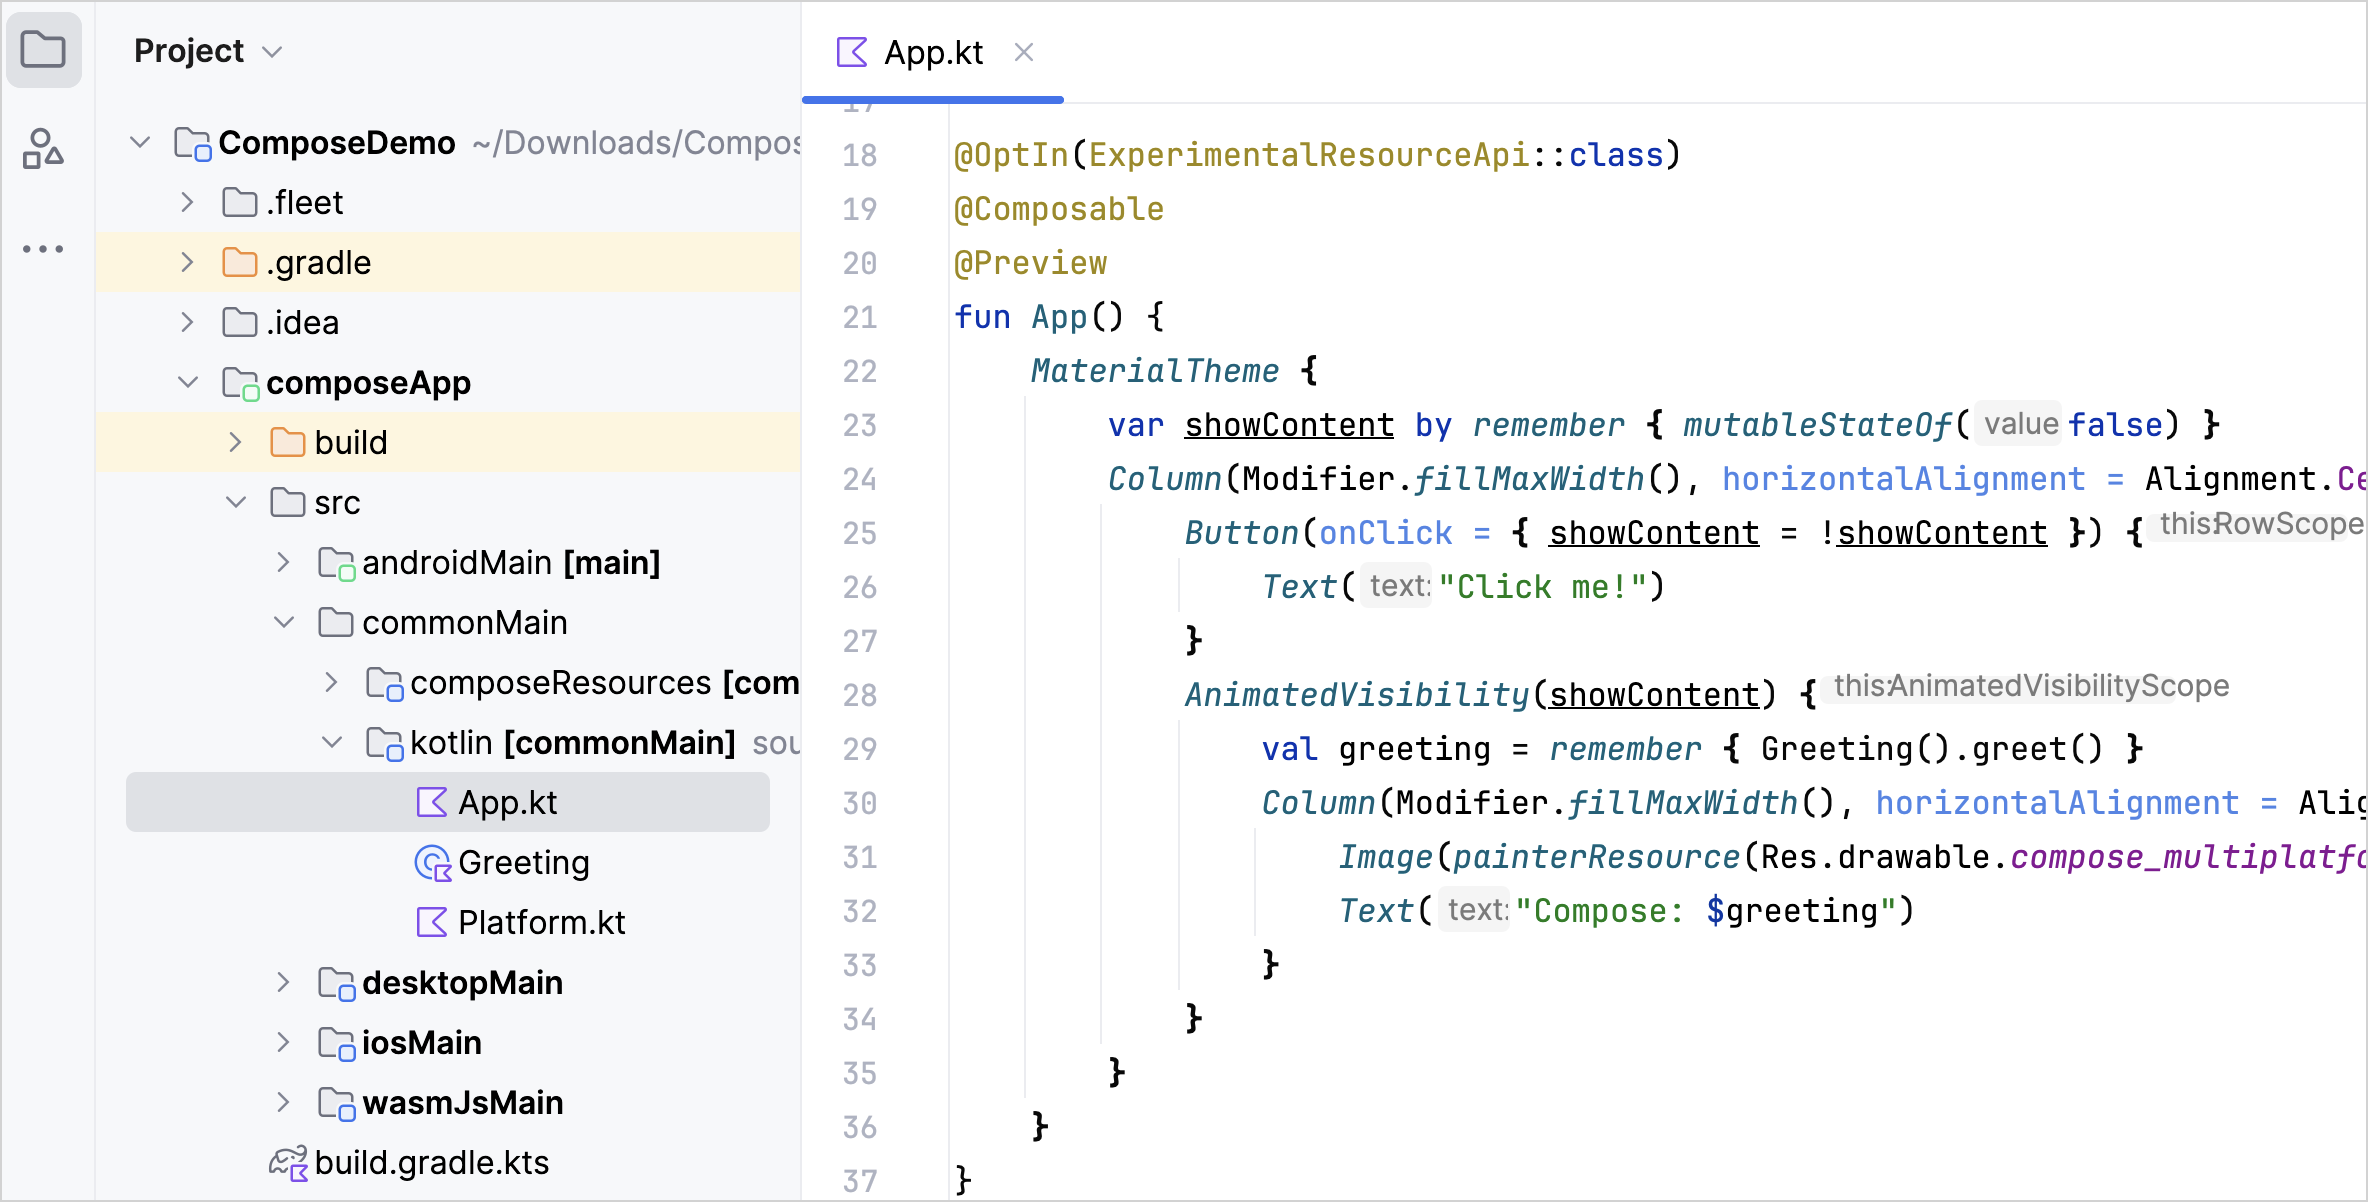 Project
ComposeDemo ~/Downloads/Compos
.fleet
.gradle
.idea
composeApp
build
src
androidMain [main]
commonMain
composeResources [com
kotlin [commonMain] sou
App.kt
Greeting
Platform.kt
desktopMain
iosMain
wasmJsMain
build.gradle.kts
App.kt
17
18 @OptIn(ExperimentalResourceApi::class)
19 @Composable
20 @Preview
21 fun App() {
22 MaterialTheme {
23 var showContent by remember { mutableStateOf( value false) }
24 Column(Modifier.fillMaxWidth(), horizontalAlignment = Alignment.Ce
25 Button(onClick = { showContent = !showContent }) { this:RowScope
26 Text( text: "Click me!")
27 }
28 AnimatedVisibility(showContent) { this:AnimatedVisibilityScope
29 val greeting = remember { Greeting().greet() }
30 Column(Modifier.fillMaxWidth(), horizontalAlignment = Alig
31 Image(painterResource(Res.drawable.compose_multiplatfo
32 Text( text: "Compose: $greeting")
33 }
34 }
35 }
36 }
37 }